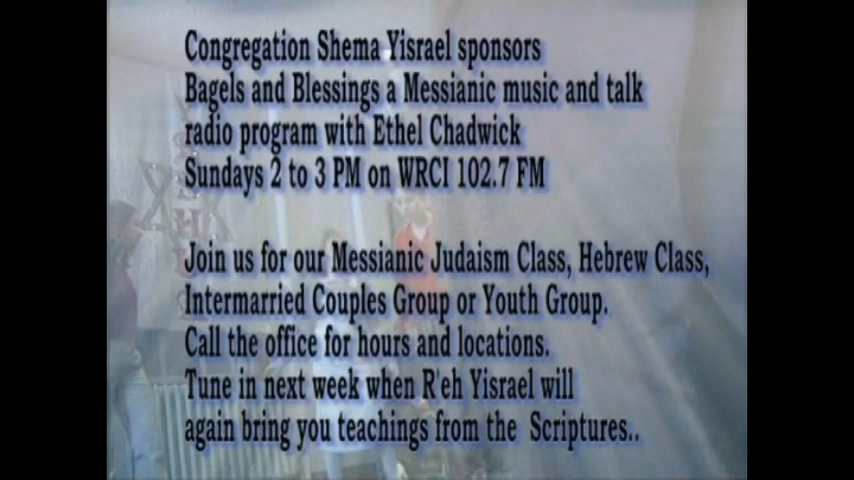 Congregation Shema Yisrael sponsors
Bagels and Blessings a Messianic music and talk
radio program with Ethel Chadwick
Sundays 2 to 3 PM on WRCI 102.7 FM
Join us for our Messianic Judaism Class, Hebrew Class,
Intermarried Couples Group or Youth Group.
Call the office for hours and locations.
Tune in next week when R'eh Yisrael will
again bring you teachings from the Scriptures..